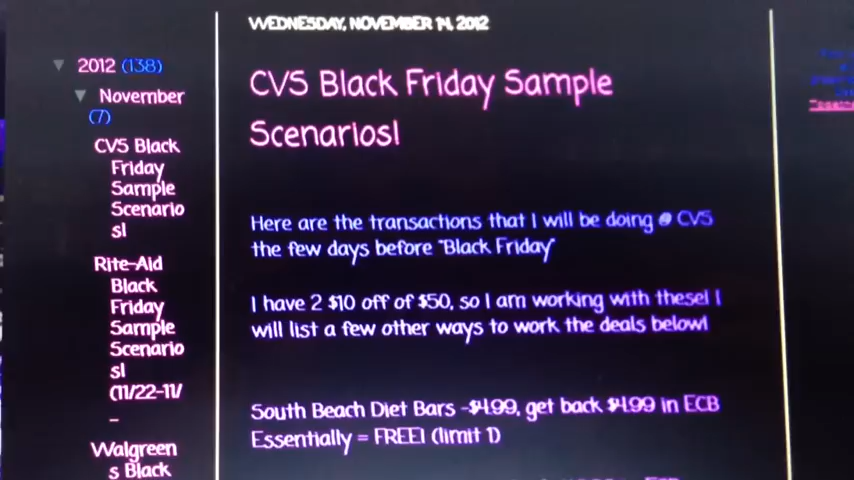 WEDNESDAY, NOVEMBER 14, 2012
CVS Black Friday Sample
Scenarios!
Here are the transactions that I will be doing @ CVS
the few days before "Black Friday"
I have 2 $10 off of $50, so I am working with these! I
will list a few other ways to work the deals below!
South Beach Diet Bars -$4.99, get back $4.99 in ECB
Essentially = FREE! (limit 1)
▼ 2012 (138)
▼ November
(7)
CVS Black
Friday
Sample
Scenario
s!
Rite-Aid
Black
Friday
Sample
Scenario
s!
(11/22-11/
_
Walgreen
s Black